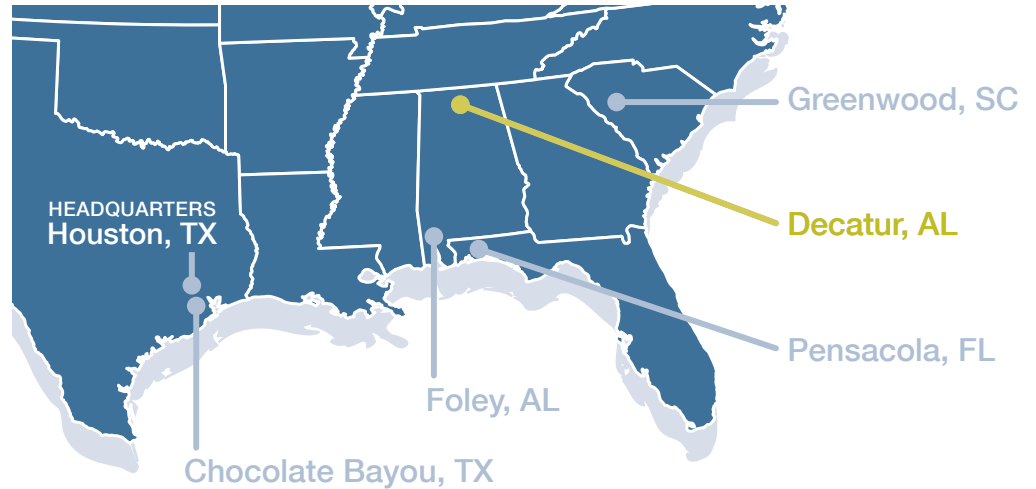 Greenwood, SC
HEADQUARTERS
Houston, TX
Decatur, AL
Pensacola, FL
Foley, AL
Chocolate Bayou, TX